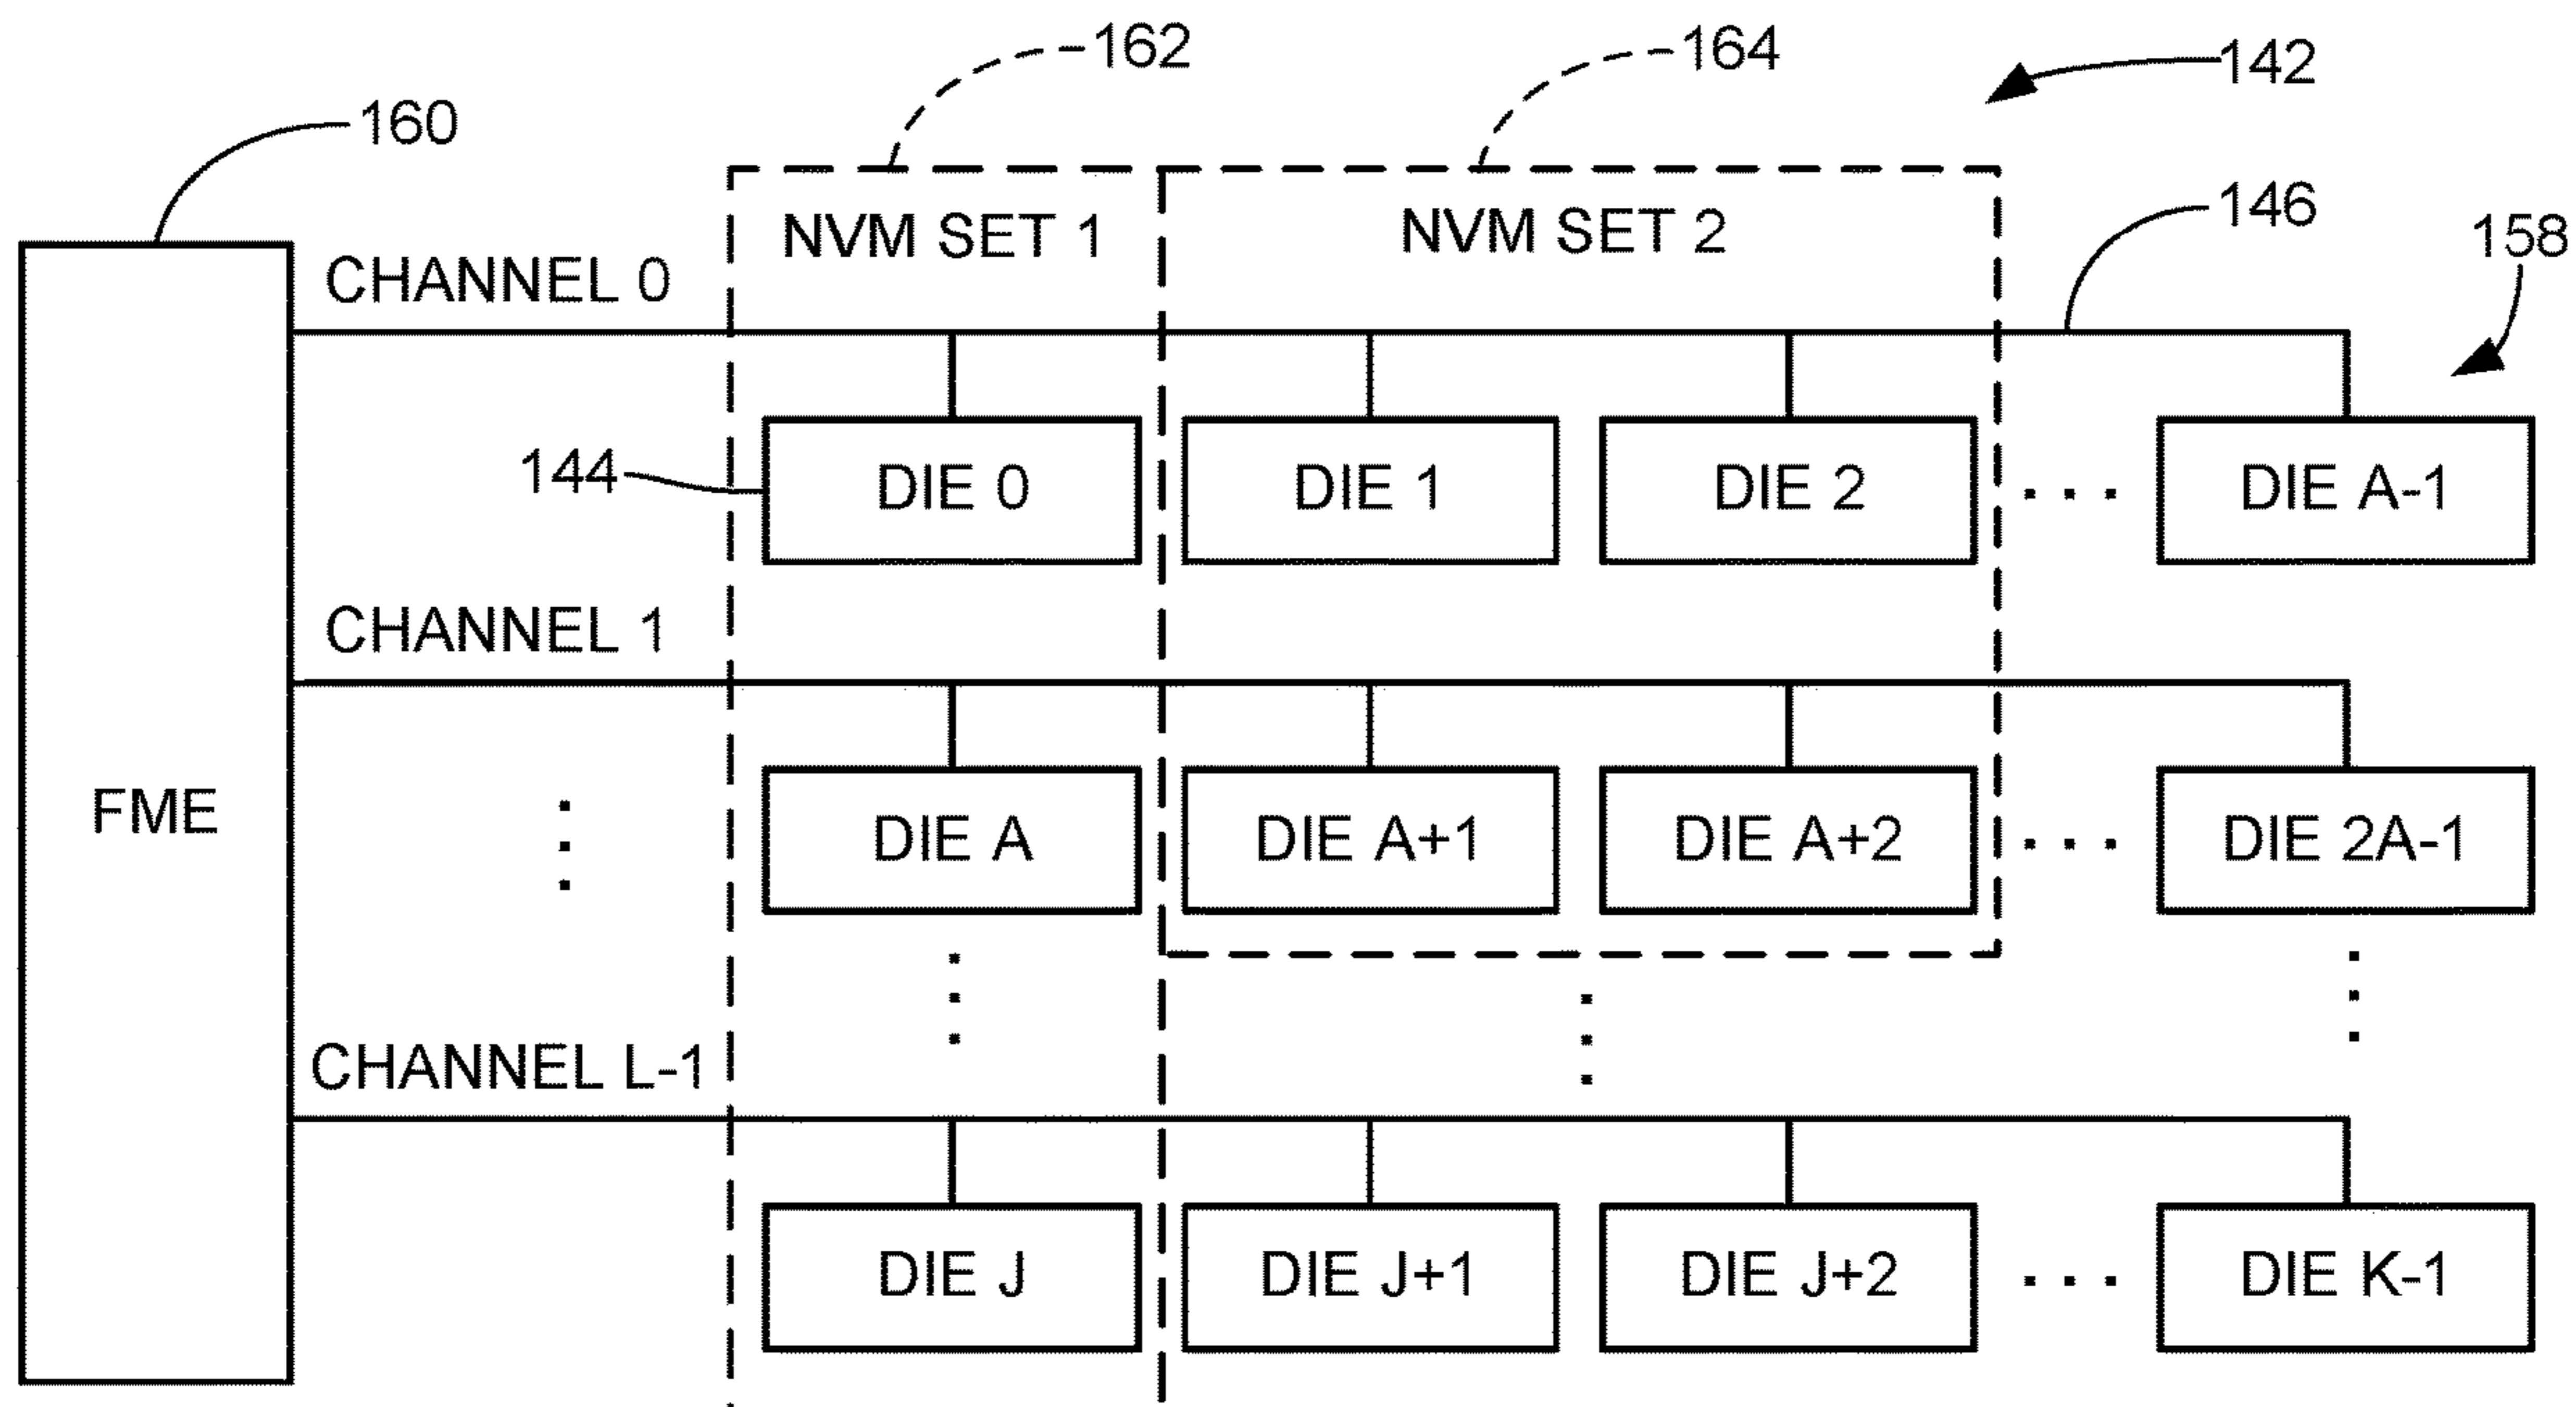 162
164
142
160
NVM SET 1
NVM SET 2
146
158
CHANNEL 0
144
DIE 0
DIE 1
DIE 2
. . .
DIE A-1
CHANNEL 1
FME
DIE A
DIE A+1
DIE A+2
. . .
DIE 2A-1
CHANNEL L-1
DIE J
DIE J+1
DIE J+2
. . .
DIE K-1